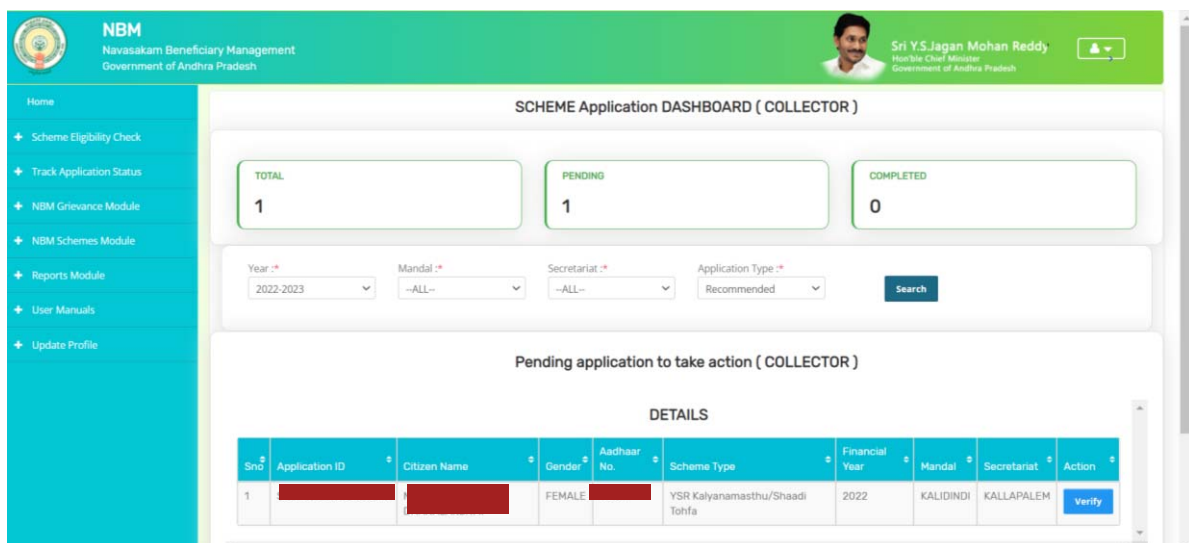 NBM
Navasakam Beneficiary Management
Government of Andhra Pradesh
Sri Y.S.Jagan Mohan Reddy
Hon'ble Chief Minister
Government of Andhra Pradesh
Home
Scheme Eligibility Check
Track Application Status
NBM Grievance Module
NBM Schemes Module
Reports Module
User Manuals
Update Profile
SCHEME Application DASHBOARD ( COLLECTOR )
TOTAL
1
PENDING
1
COMPLETED
0
Year :* Mandal :* Secretariat :* Application Type :*
2022-2023 --ALL-- --ALL-- Recommended Search
Pending application to take action ( COLLECTOR )
DETAILS
Sno Application ID Citizen Name Gender Aadhaar No. Scheme Type Financial Year Mandal Secretariat Action
1 FEMALE YSR Kalyanamasthu/Shaadi Tohfa 2022 KALIDINDI KALLAPALEM Verify